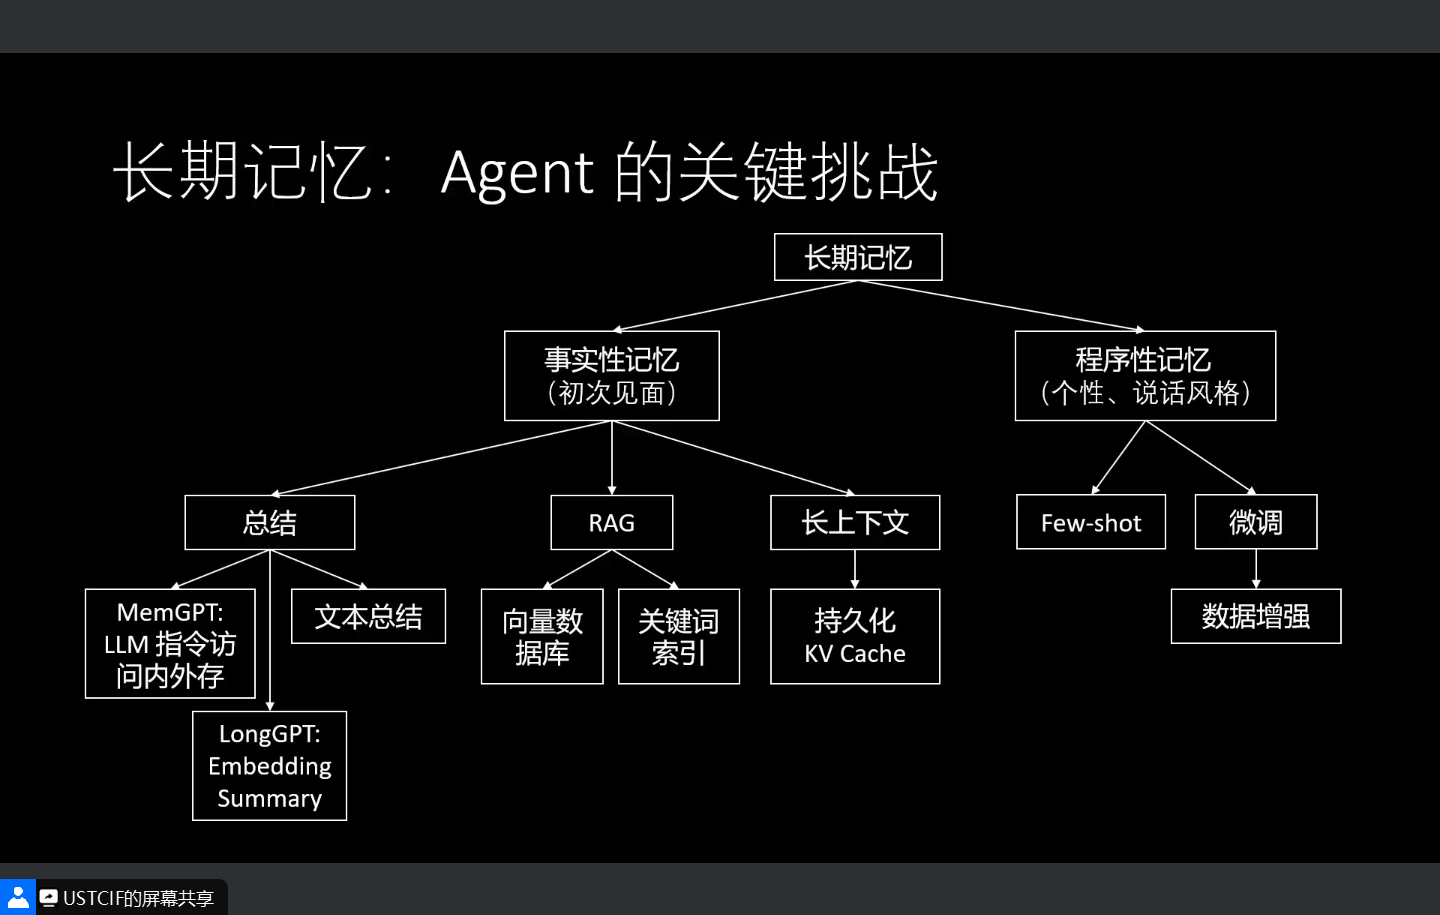 长期记忆：Agent 的关键挑战
长期记忆
事实性记忆
（初次见面）
程序性记忆
（个性、说话风格）
总结
RAG
长上下文
Few-shot
微调
MemGPT:
LLM 指令访
问内外存
文本总结
向量数
据库
关键词
索引
持久化
KV Cache
数据增强
LongGPT:
Embedding
Summary
USTCIF的屏幕共享